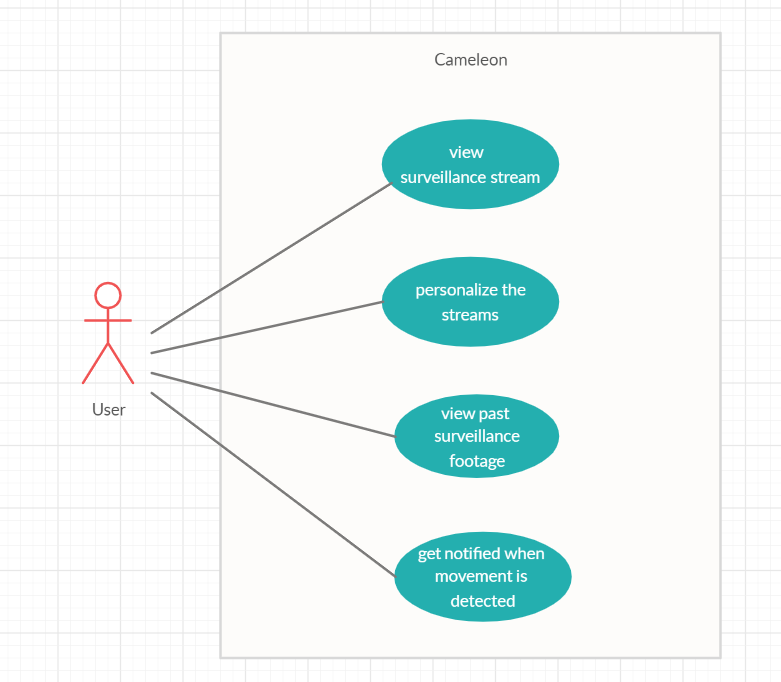 Cameleon
view
surveillance stream
personalize the
streams
view past
surveillance
footage
User
get notified when
movement is
detected